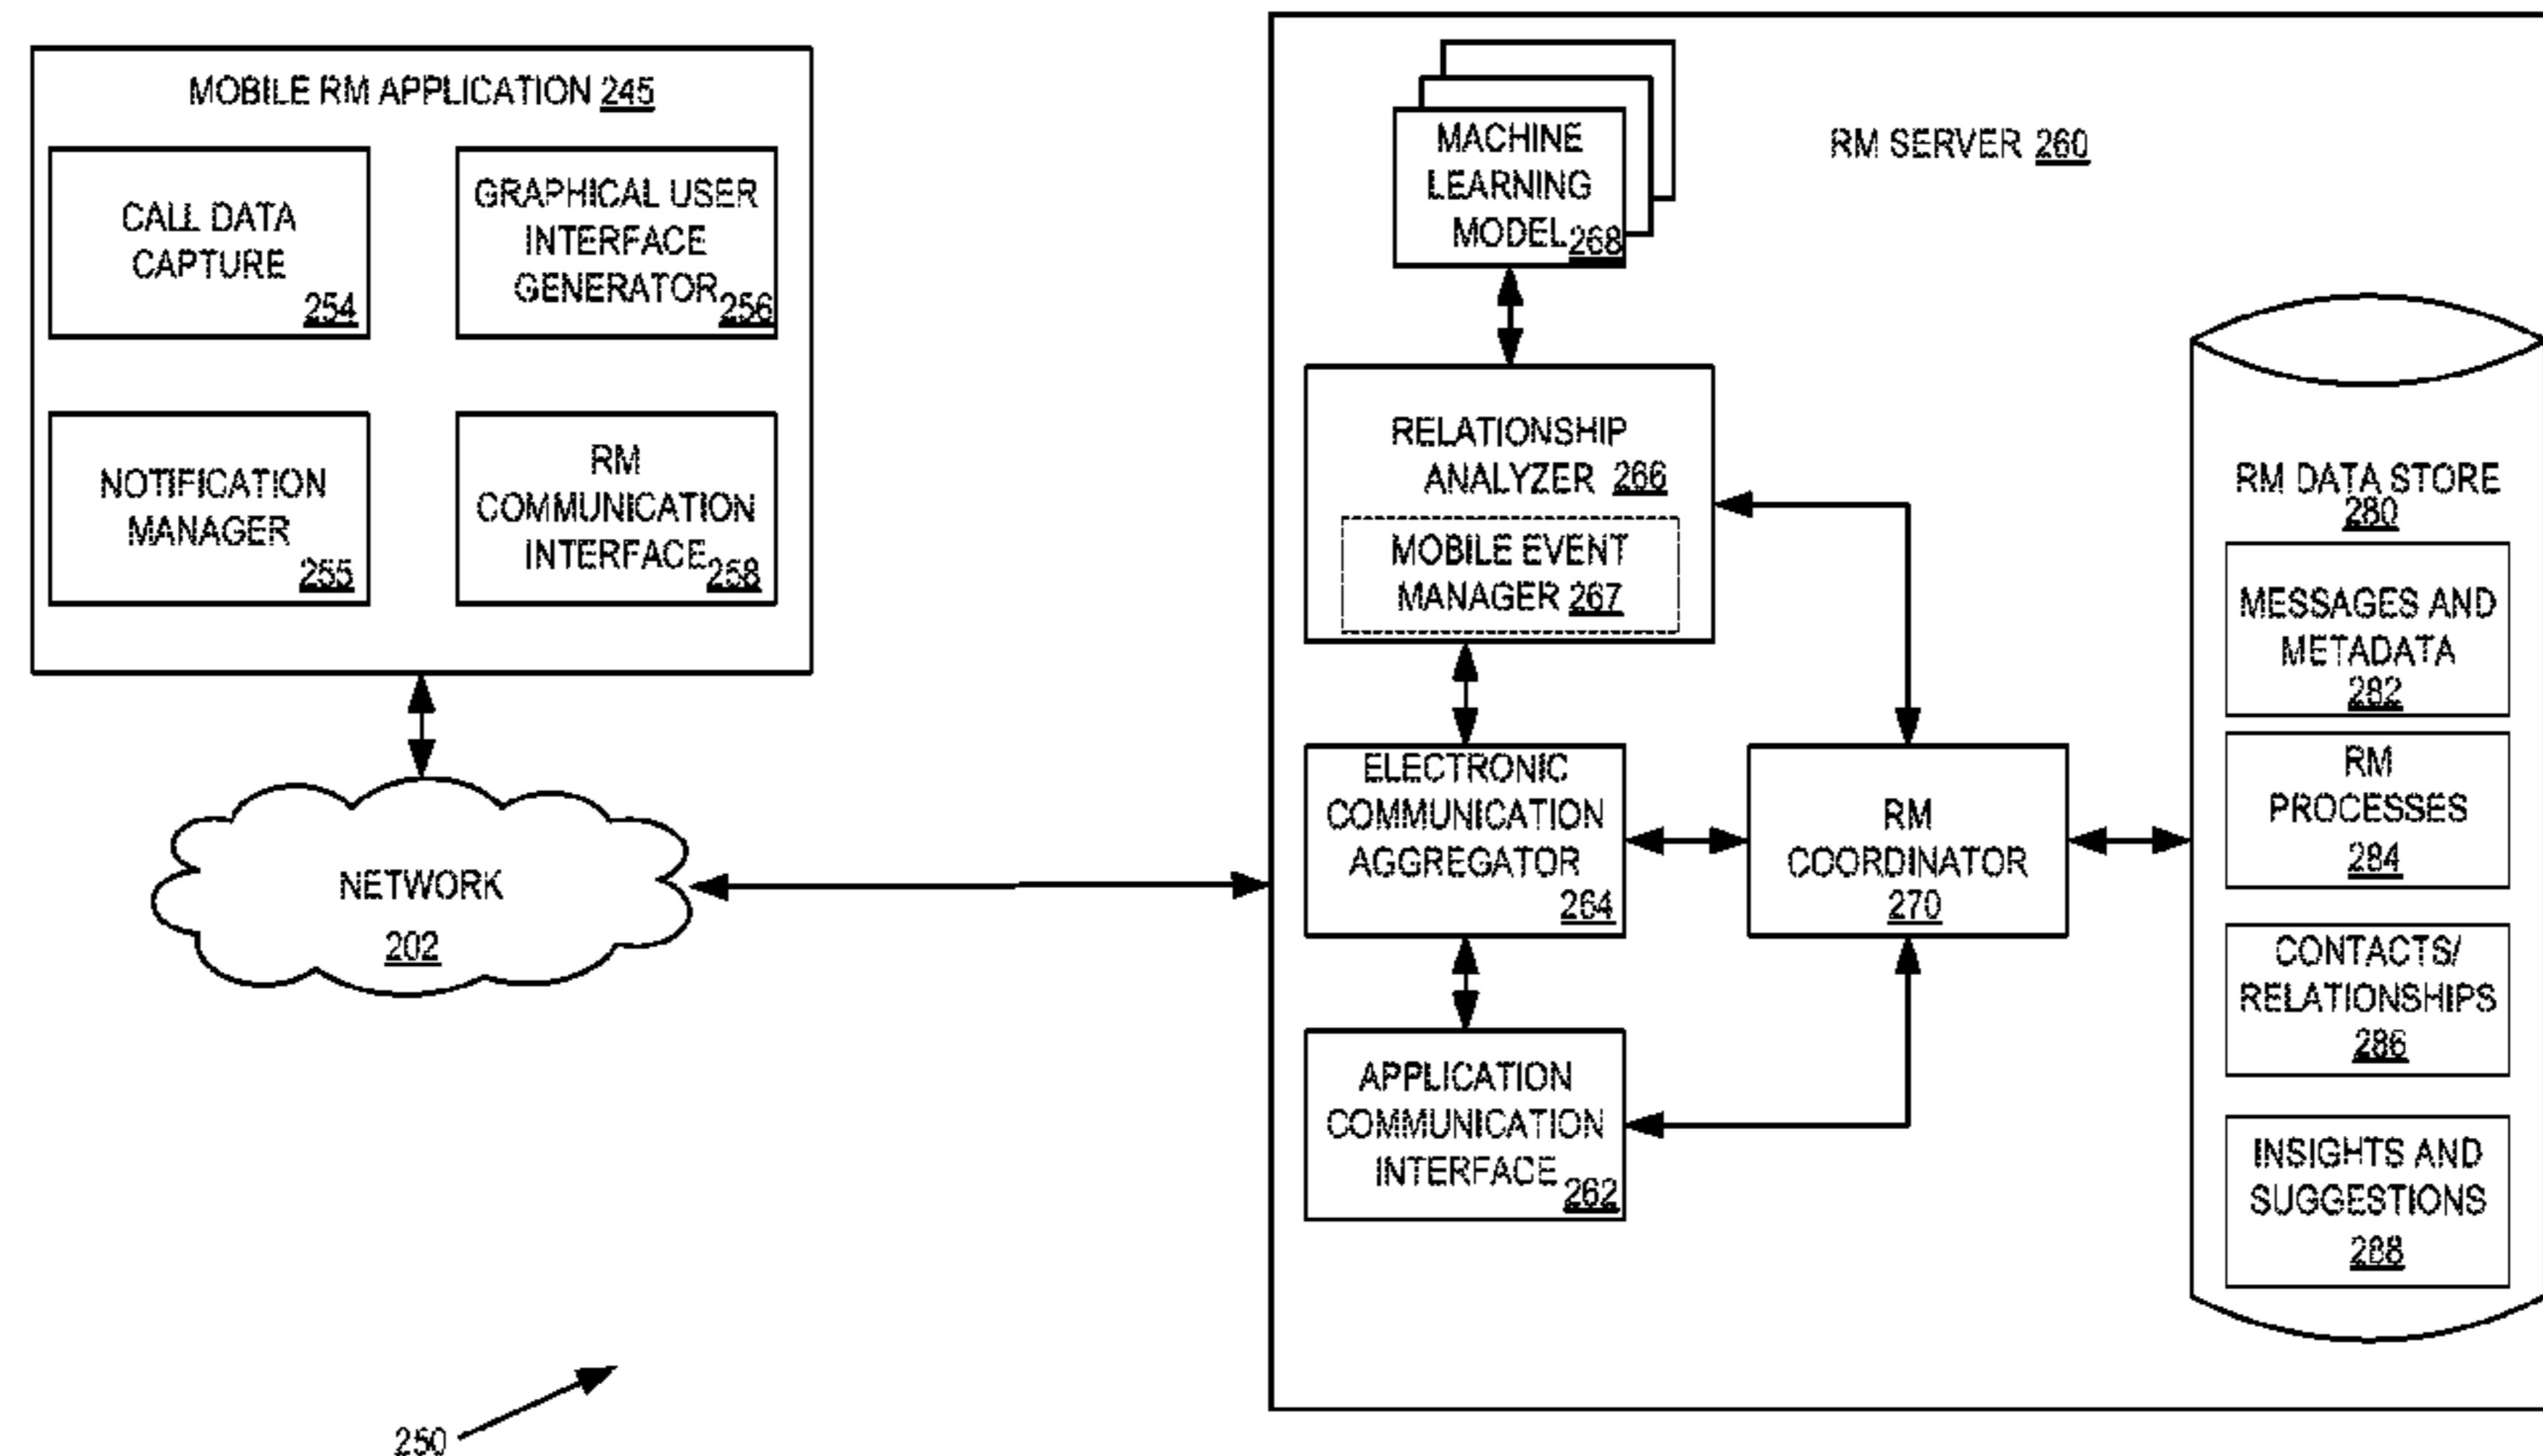 MOBILE RM APPLICATION 245
CALL DATA
CAPTURE
254
GRAPHICAL USER
INTERFACE
GENERATOR
256
NOTIFICATION
MANAGER
255
RM
COMMUNICATION
INTERFACE
258
NETWORK
202
250
RM SERVER 260
MACHINE
LEARNING
MODEL
268
RELATIONSHIP
ANALYZER 266
MOBILE EVENT
MANAGER 267
ELECTRONIC
COMMUNICATION
AGGREGATOR
264
RM
COORDINATOR
270
APPLICATION
COMMUNICATION
INTERFACE
262
RM DATA STORE
280
MESSAGES AND
METADATA
282
RM
PROCESSES
284
CONTACTS/
RELATIONSHIPS
286
INSIGHTS AND
SUGGESTIONS
288